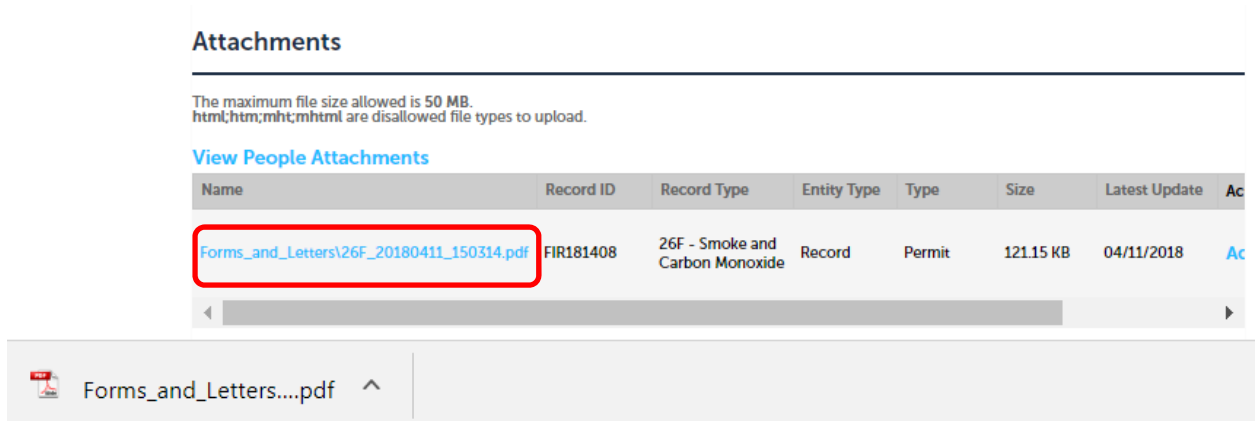 Attachments
The maximum file size allowed is 50 MB.
html;htm;mht;mhtml are disallowed file types to upload.
View People Attachments
Name Record ID Record Type Entity Type Type Size Latest Update Ac
Forms_and_Letters\26F_20180411_150314.pdf FIR181408 26F - Smoke and Carbon Monoxide Record Permit 121.15 KB 04/11/2018 Ac
Forms_and_Letters....pdf